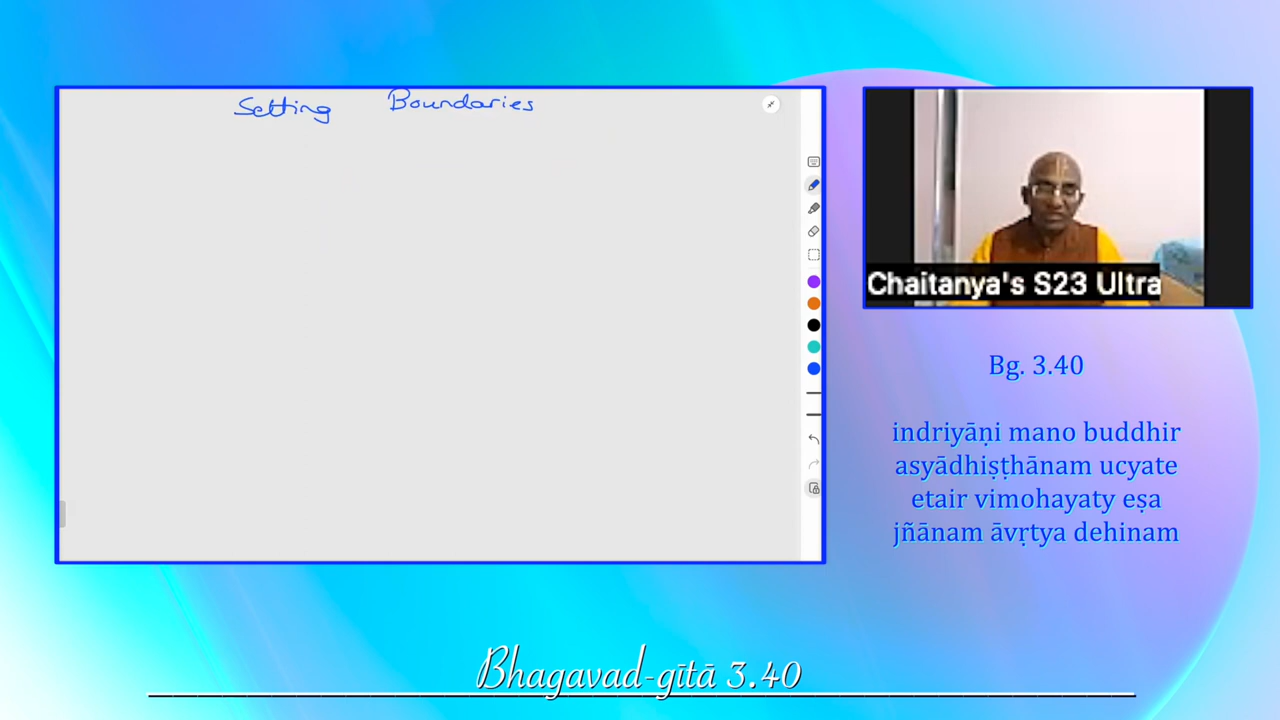 Setting Boundaries
Chaitanya's S23 Ultra
Bg. 3.40
indriyāṇi mano buddhir
asyādhiṣṭhānam ucyate
etair vimohayaty eṣa
jñānam āvṛtya dehinam
Bhagavad-gītā 3.40